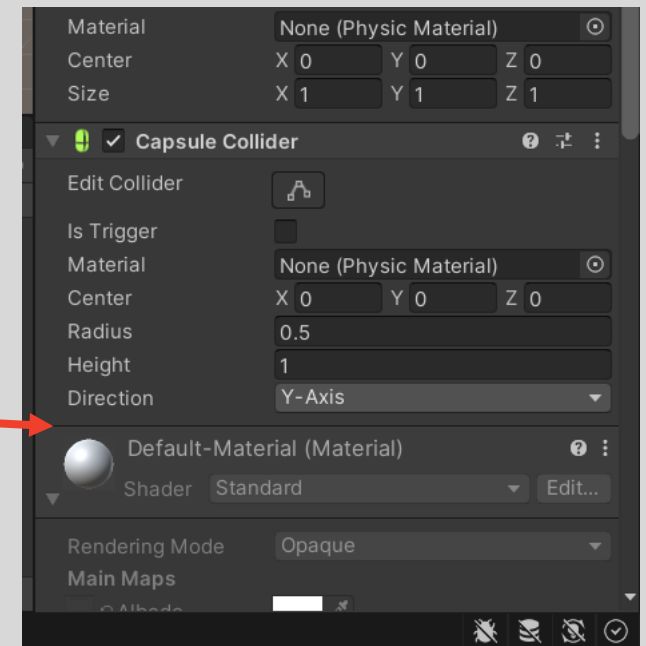 Material None (Physic Material)
Center X 0 Y 0 Z 0
Size X 1 Y 1 Z 1
Capsule Collider
Edit Collider
Is Trigger
Material None (Physic Material)
Center X 0 Y 0 Z 0
Radius 0.5
Height 1
Direction Y-Axis
Default-Material (Material)
Shader Standard Edit...
Rendering Mode Opaque
Main Maps
Albedo